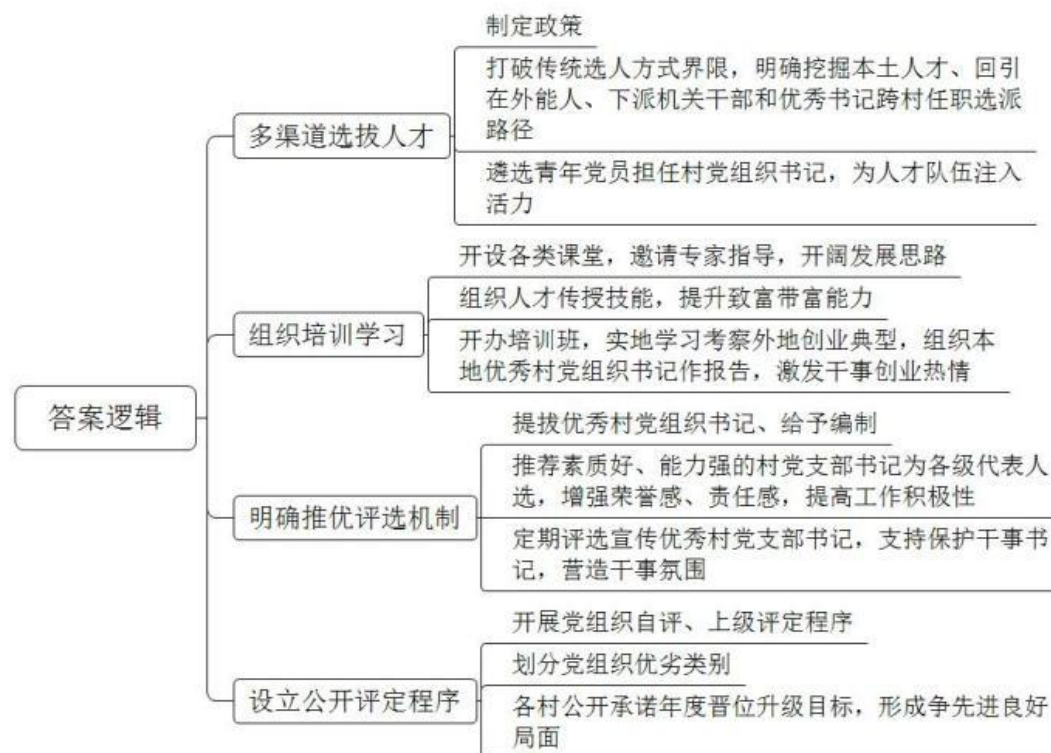 答案逻辑
多渠道选拔人才
制定政策
打破传统选人方式界限，明确挖掘本土人才、回引
在外能人、下派机关干部和优秀书记跨村任职选派
路径
遴选青年党员担任村党组织书记，为人才队伍注入
活力
组织培训学习
开设各类课堂，邀请专家指导，开阔发展思路
组织人才传授技能，提升致富带富能力
开办培训班，实地学习考察外地创业典型，组织本
地优秀村党组织书记作报告，激发干事创业热情
明确推优评选机制
提拔优秀村党组织书记、给予编制
推荐素质好、能力强的村党支部书记为各级代表人
选，增强荣誉感、责任感，提高工作积极性
定期评选宣传优秀村党支部书记，支持保护干事书
记，营造干事氛围
设立公开评定程序
开展党组织自评、上级评定程序
划分党组织优劣类别
各村公开承诺年度晋位升级目标，形成争先进良好
局面